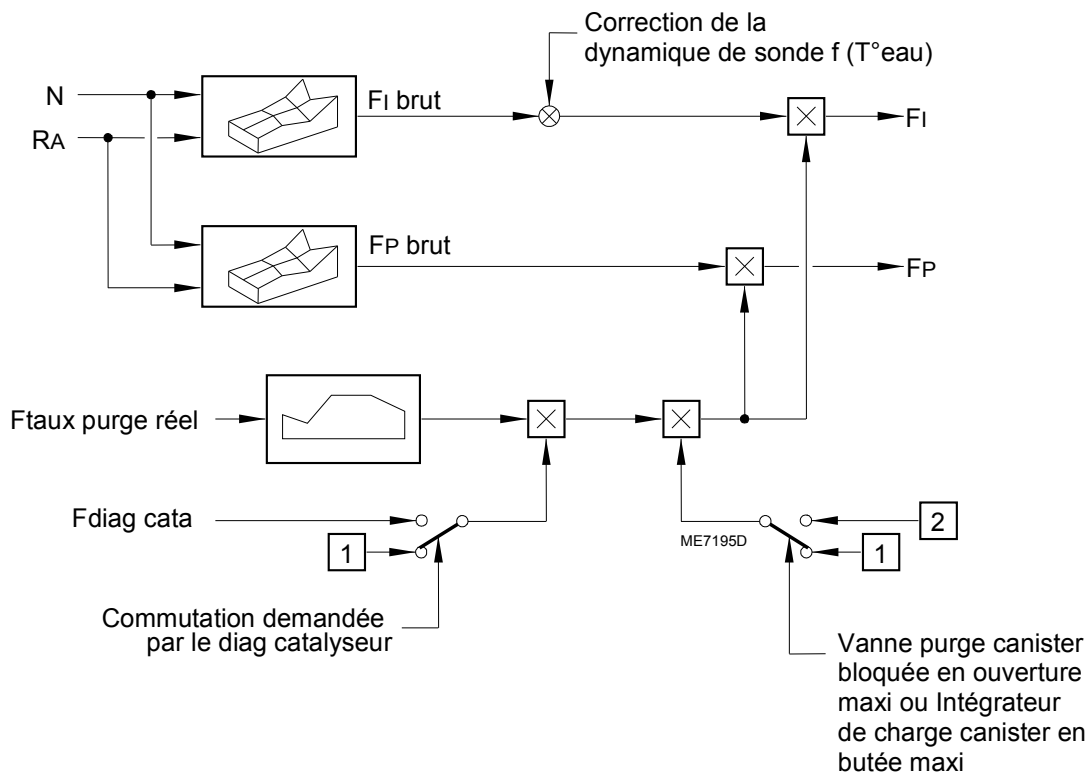 Correction de la
dynamique de sonde f (T°eau)
N
RA
FI brut
FI
FP brut
FP
Ftaux purge réel
Fdiag cata
1
ME7195D
2
1
Commutation demandée
par le diag catalyseur
Vanne purge canister
bloquée en ouverture
maxi ou Intégrateur
de charge canister en
butée maxi